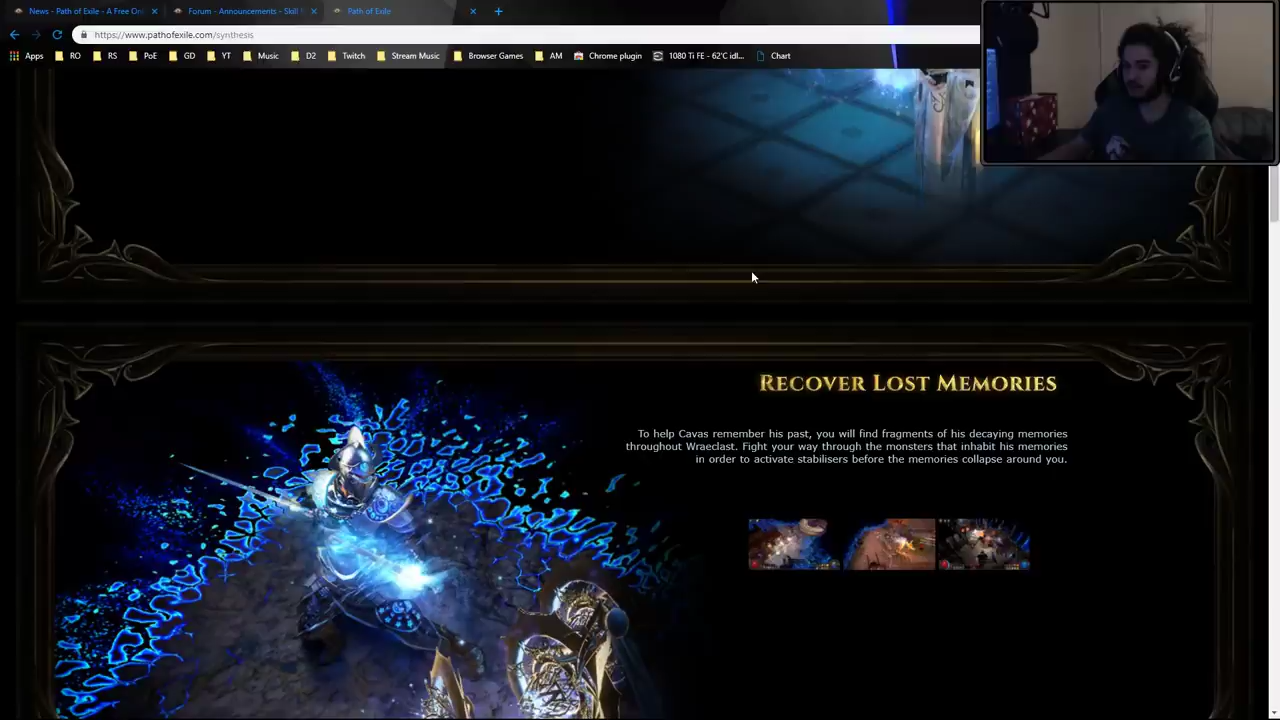 News - Path of Exile - A Free Onl
Forum - Announcements - Skill
Path of Exile
https://www.pathofexile.com/synthesis
Apps RO RS PoE GD YT Music D2 Twitch Stream Music Browser Games AM Chrome plugin 1080 Ti FE - 62°C idl... Chart
Recover Lost Memories
To help Cavas remember his past, you will find fragments of his decaying memories
throughout Wraeclast. Fight your way through the monsters that inhabit his memories
in order to activate stabilisers before the memories collapse around you.